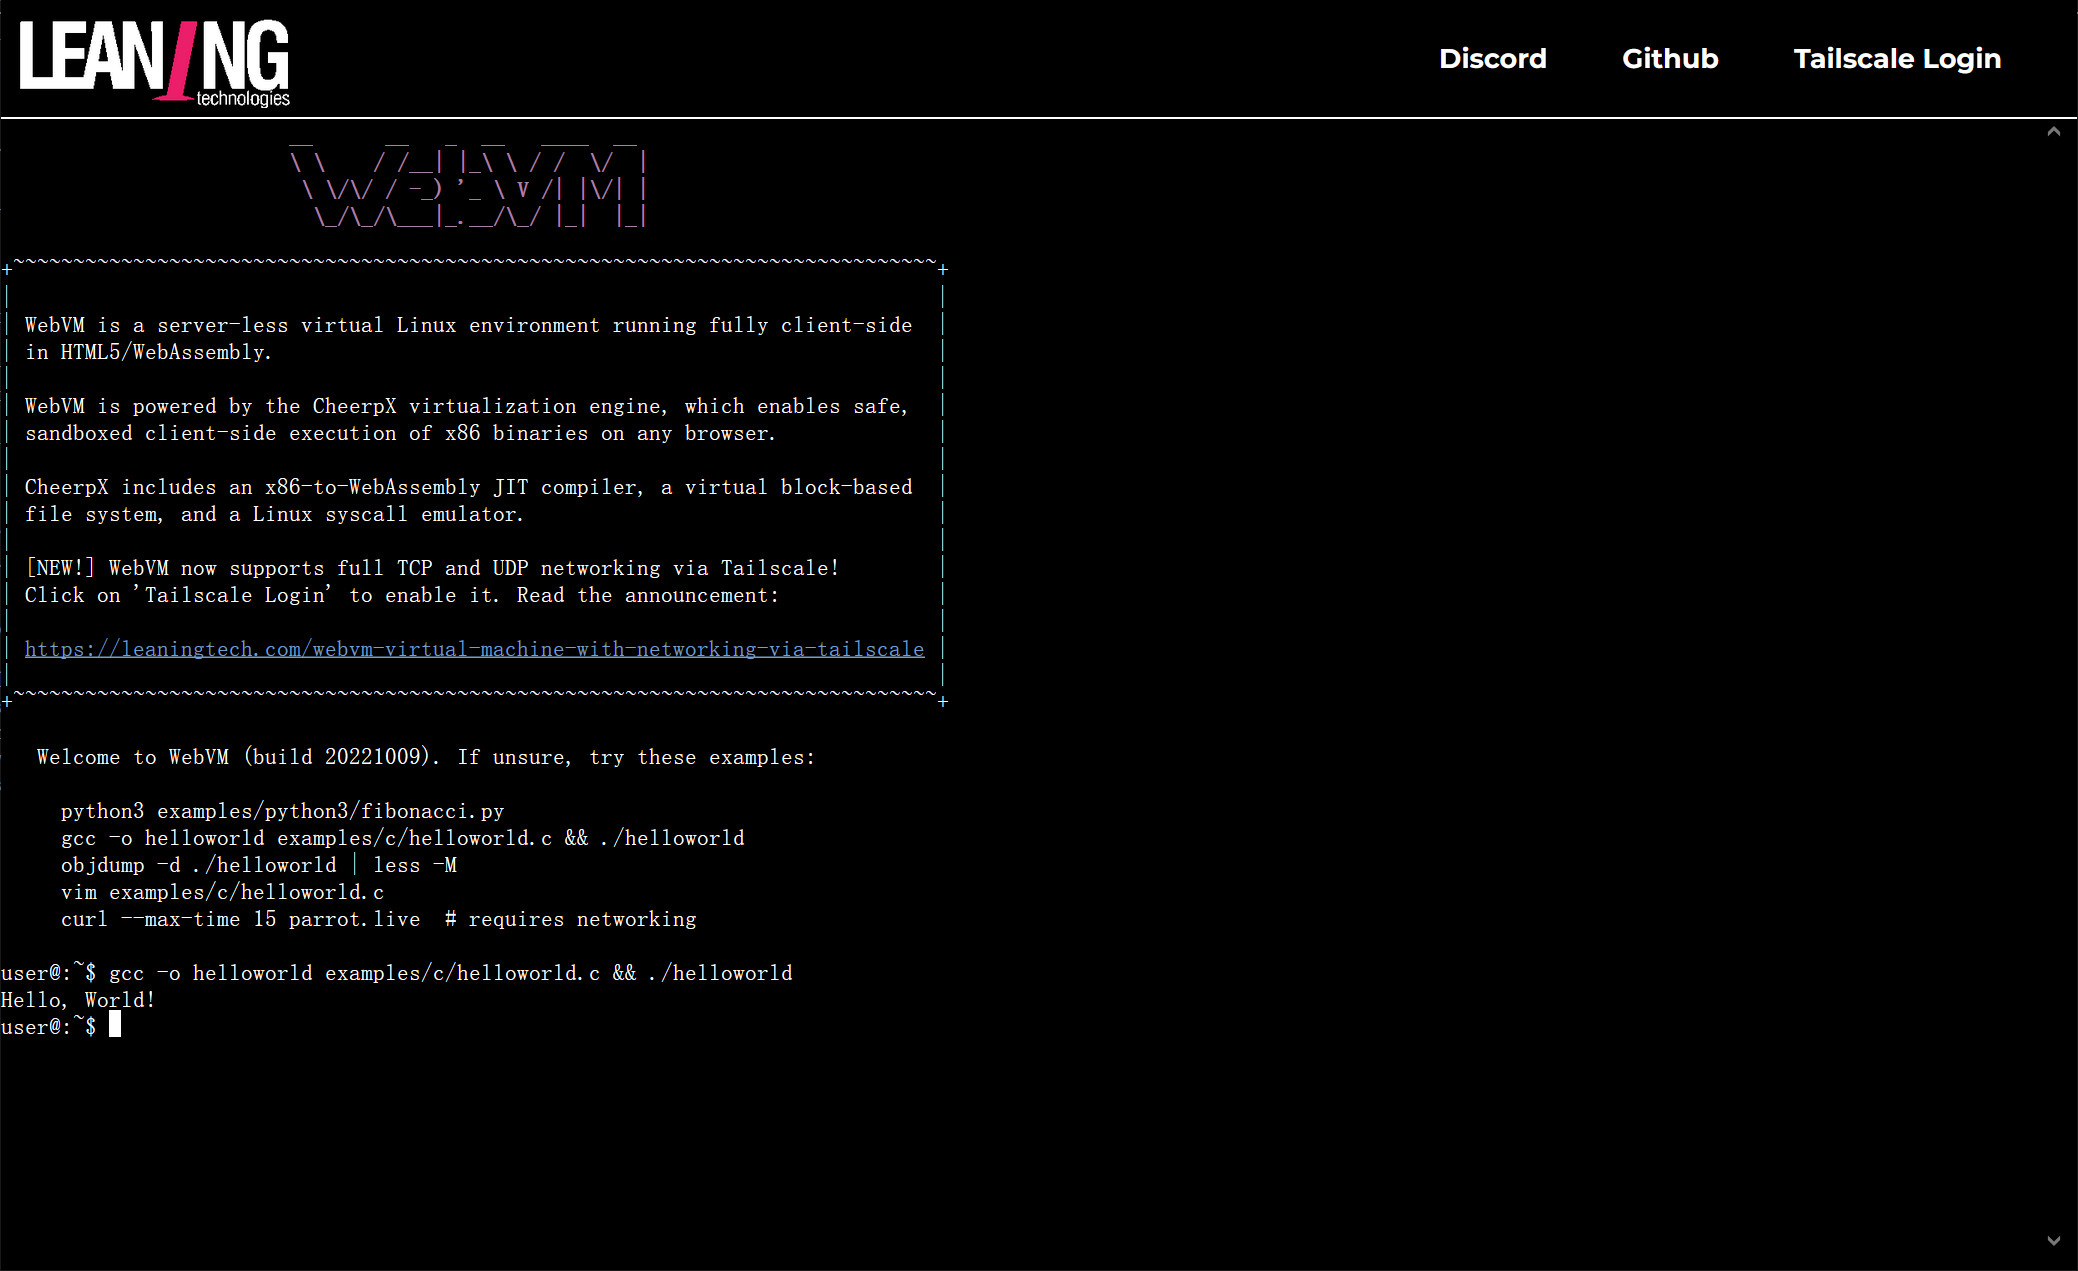 LEANING
technologies
Discord Github Tailscale Login
WebVM
WebVM is a server-less virtual Linux environment running fully client-side
in HTML5/WebAssembly.
WebVM is powered by the CheerpX virtualization engine, which enables safe,
sandboxed client-side execution of x86 binaries on any browser.
CheerpX includes an x86-to-WebAssembly JIT compiler, a virtual block-based
file system, and a Linux syscall emulator.
[NEW!] WebVM now supports full TCP and UDP networking via Tailscale!
Click on 'Tailscale Login' to enable it. Read the announcement:
https://leaningtech.com/webvm-virtual-machine-with-networking-via-tailscale
Welcome to WebVM (build 20221009). If unsure, try these examples:
python3 examples/python3/fibonacci.py
gcc -o helloworld examples/c/helloworld.c && ./helloworld
objdump -d ./helloworld | less -M
vim examples/c/helloworld.c
curl --max-time 15 parrot.live  # requires networking
user@:~$ gcc -o helloworld examples/c/helloworld.c && ./helloworld
Hello, World!
user@:~$